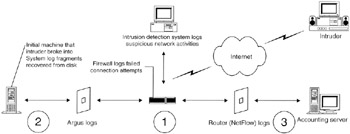 Intrusion detection system logs
suspicious network activities
Intruder
Initial machine that
intruder broke into
System log fragments
recovered from disk
Internet
Firewall logs failed
connection attempts
2
Argus logs
1
Router (NetFlow) logs
3
Accounting server